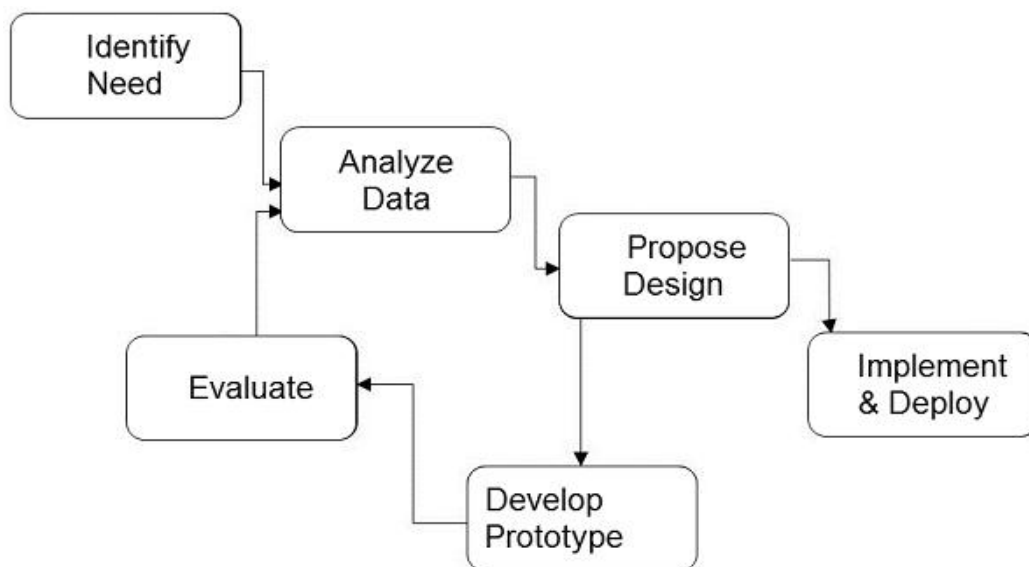 Identify
Need
Analyze
Data
Propose
Design
Implement
& Deploy
Evaluate
Develop
Prototype